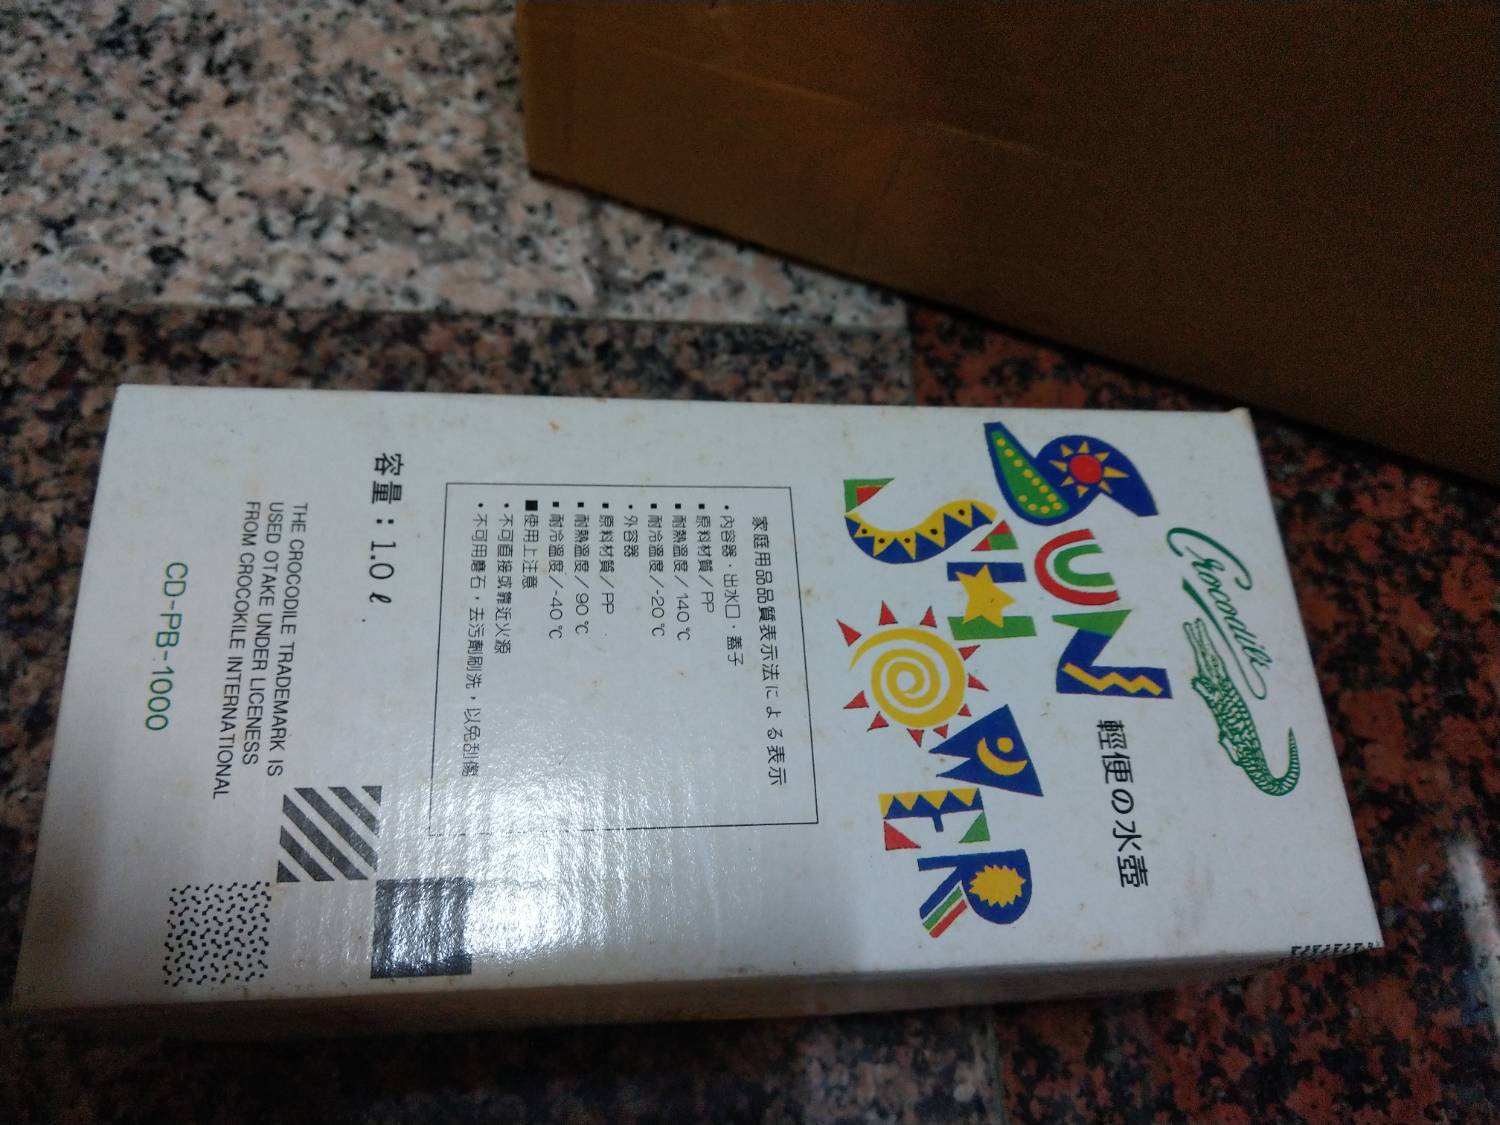 Crocodile
SUN
SHOWER
輕便の水壺
家庭用品品質表示法による表示
・內容器・出水口・蓋子
■原料材質／PP
■耐熱溫度／140℃
■耐冷溫度／-20℃
・外容器
■原料材質／PP
■耐熱溫度／90℃
■耐冷溫度／-40℃
■使用上注意
・不可直接或靠近火源
・不可用磨石，去污劑刷洗，以免刮傷
容量：1.0ℓ
THE CROCODILE TRADEMARK IS
USED OTAKE UNDER LICENESS
FROM CROCOKILE INTERNATIONAL
CD-PB-1000